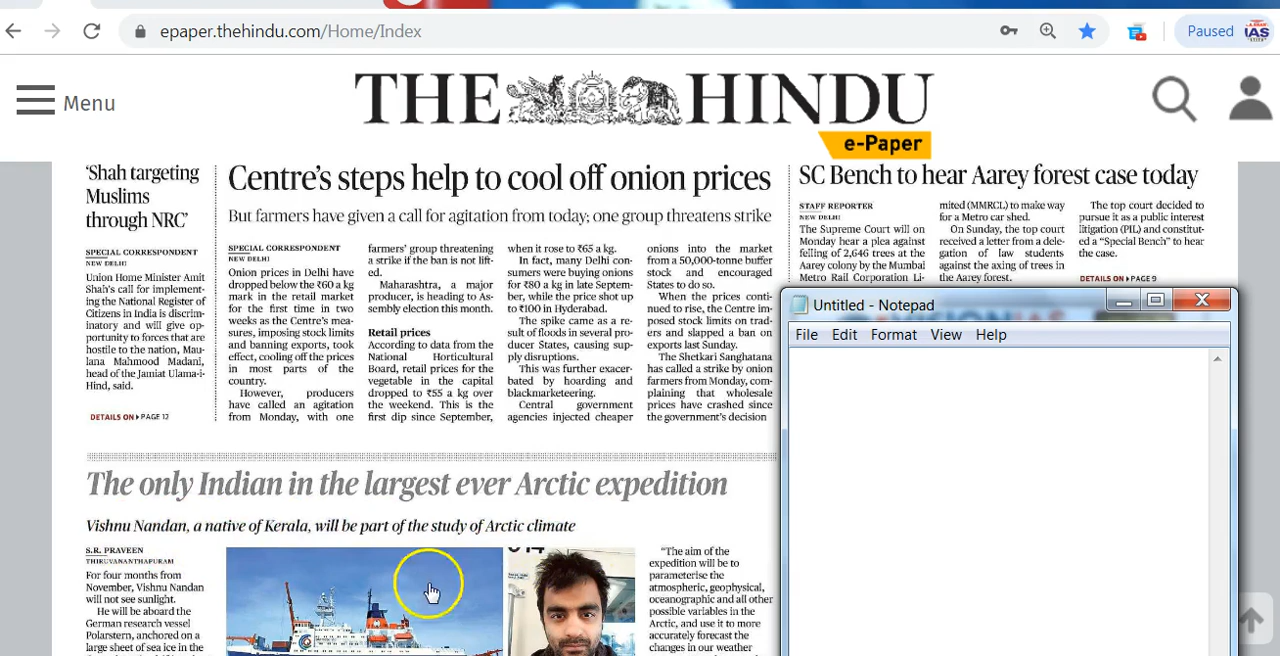 epaper.thehindu.com/Home/Index
Paused
IAS
Menu
THE HINDU
e-Paper
‘Shah targeting
Muslims
through NRC’
SPECIAL CORRESPONDENT
NEW DELHI
Union Home Minister Amit
Shah's call for implement-
ing the National Register of
Citizens in India is discrim-
inatory and will give op-
portunity to forces that are
hostile to the nation, Mau-
lana Mahmood Madani,
head of the Jamiat Ulama-i-
Hind, said.
DETAILS ON ▸ PAGE 12
Centre’s steps help to cool off onion prices
But farmers have given a call for agitation from today; one group threatens strike
SPECIAL CORRESPONDENT
NEW DELHI
Onion prices in Delhi have
dropped below the ₹60 a kg
mark in the retail market
for the first time in two
weeks as the Centre's mea-
sures, imposing stock limits
and banning exports, took
effect, cooling off the prices
in most parts of the
country.
However, producers
have called an agitation
from Monday, with one
farmers' group threatening
a strike if the ban is not lift-
ed.
Maharashtra, a major
producer, is heading to As-
sembly election this month.
Retail prices
According to data from the
National Horticultural
Board, retail prices for the
vegetable in the capital
dropped to ₹55 a kg over
the weekend. This is the
first dip since September,
when it rose to ₹65 a kg.
In fact, many Delhi con-
sumers were buying onions
for ₹80 a kg in late Septem-
ber, while the price shot up
to ₹100 in Hyderabad.
The spike came as a re-
sult of floods in several pro-
ducer States, causing sup-
ply disruptions.
This was further exacer-
bated by hoarding and
blackmarketeering.
Central government
agencies injected cheaper
onions into the market
from a 50,000-tonne buffer
stock and encouraged
States to do so.
When the prices conti-
nued to rise, the Centre im-
posed stock limits on trad-
ers and slapped a ban on
exports last Sunday.
The Shetkari Sanghatana
has called a strike by onion
farmers from Monday, com-
plaining that wholesale
prices have crashed since
the government's decision
SC Bench to hear Aarey forest case today
STAFF REPORTER
NEW DELHI
The Supreme Court will on
Monday hear a plea against
felling of 2,646 trees at the
Aarey colony by the Mumbai
Metro Rail Corporation Li-
mited (MMRCL) to make way
for a Metro car shed.
On Sunday, the top court
received a letter from a dele-
gation of law students
against the axing of trees in
the Aarey forest.
The top court decided to
pursue it as a public interest
litigation (PIL) and constitut-
ed a “Special Bench” to hear
the case.
DETAILS ON ▸ PAGE 9
Untitled - Notepad
File Edit Format View Help
The only Indian in the largest ever Arctic expedition
Vishnu Nandan, a native of Kerala, will be part of the study of Arctic climate
S.R. PRAVEEN
THIRUVANANTHAPURAM
For four months from
November, Vishnu Nandan
will not see sunlight.
He will be aboard the
German research vessel
Polarstern, anchored on a
large sheet of sea ice in the
“The aim of the
expedition will be to
parameterise the
atmospheric, geophysical,
oceanographic and all other
possible variables in the
Arctic, and use it to more
accurately forecast the
changes in our weather